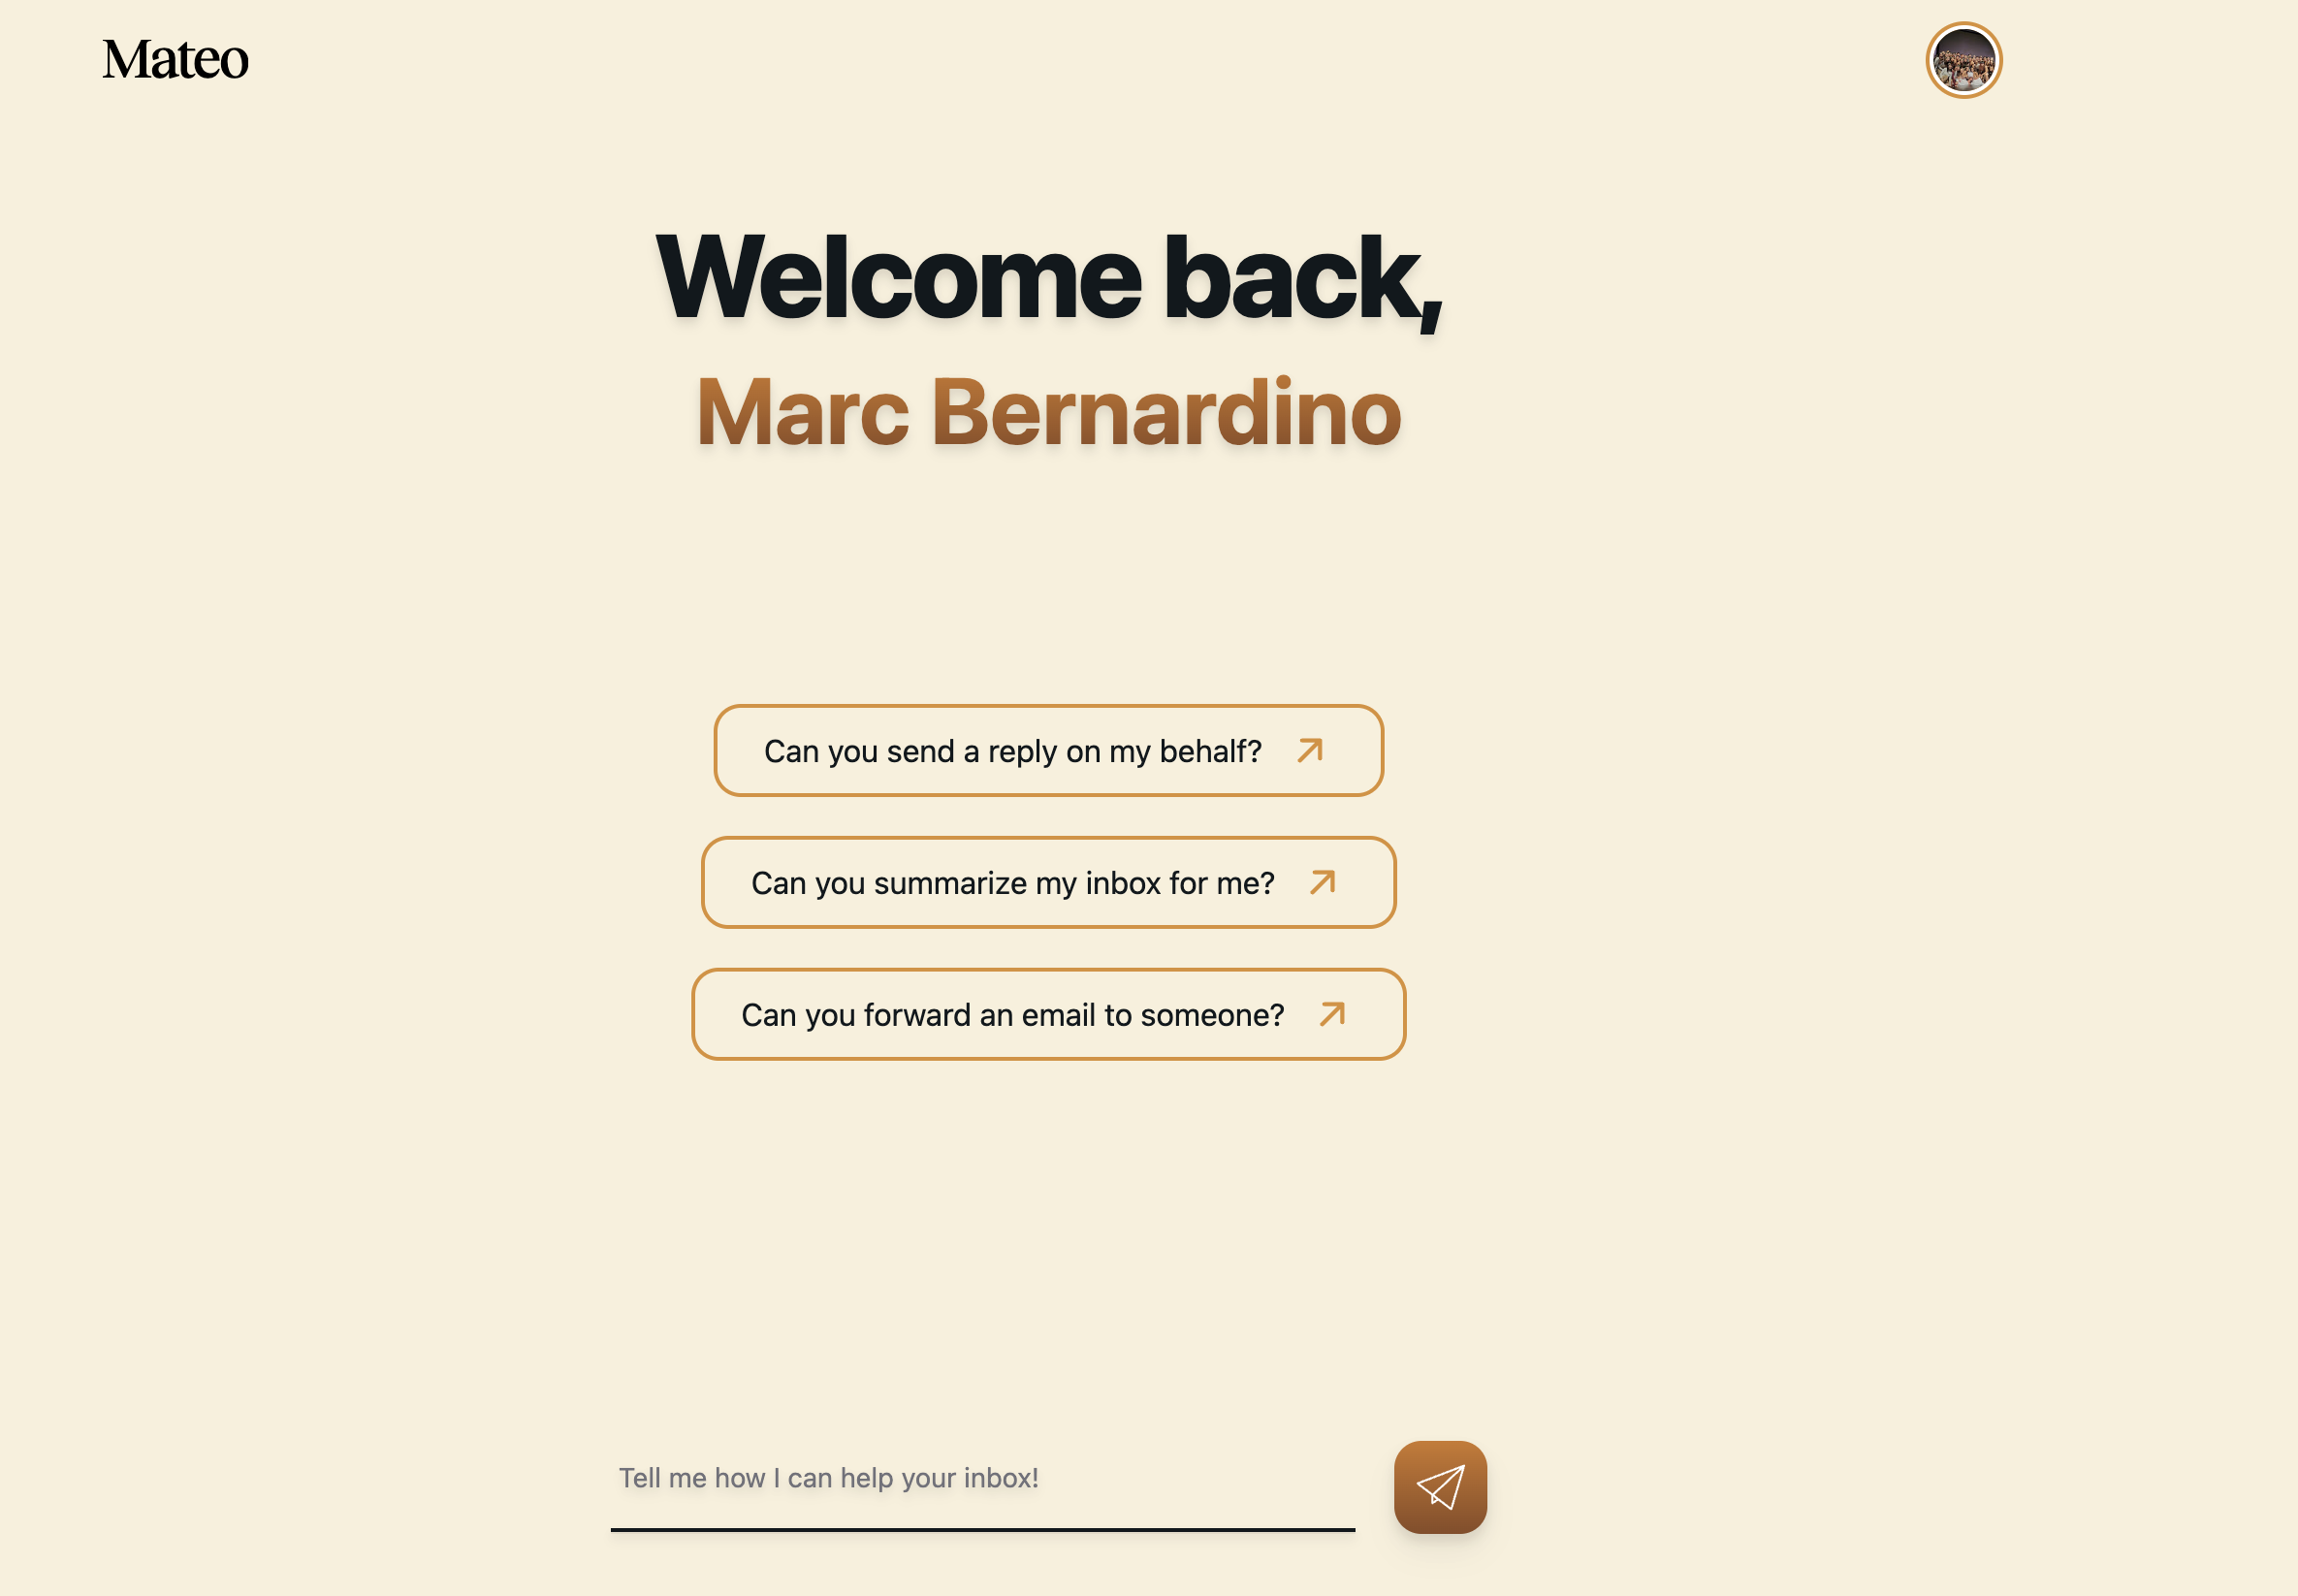 Mateo
Welcome back,
Marc Bernardino
Can you send a reply on my behalf?
Can you summarize my inbox for me?
Can you forward an email to someone?
Tell me how I can help your inbox!